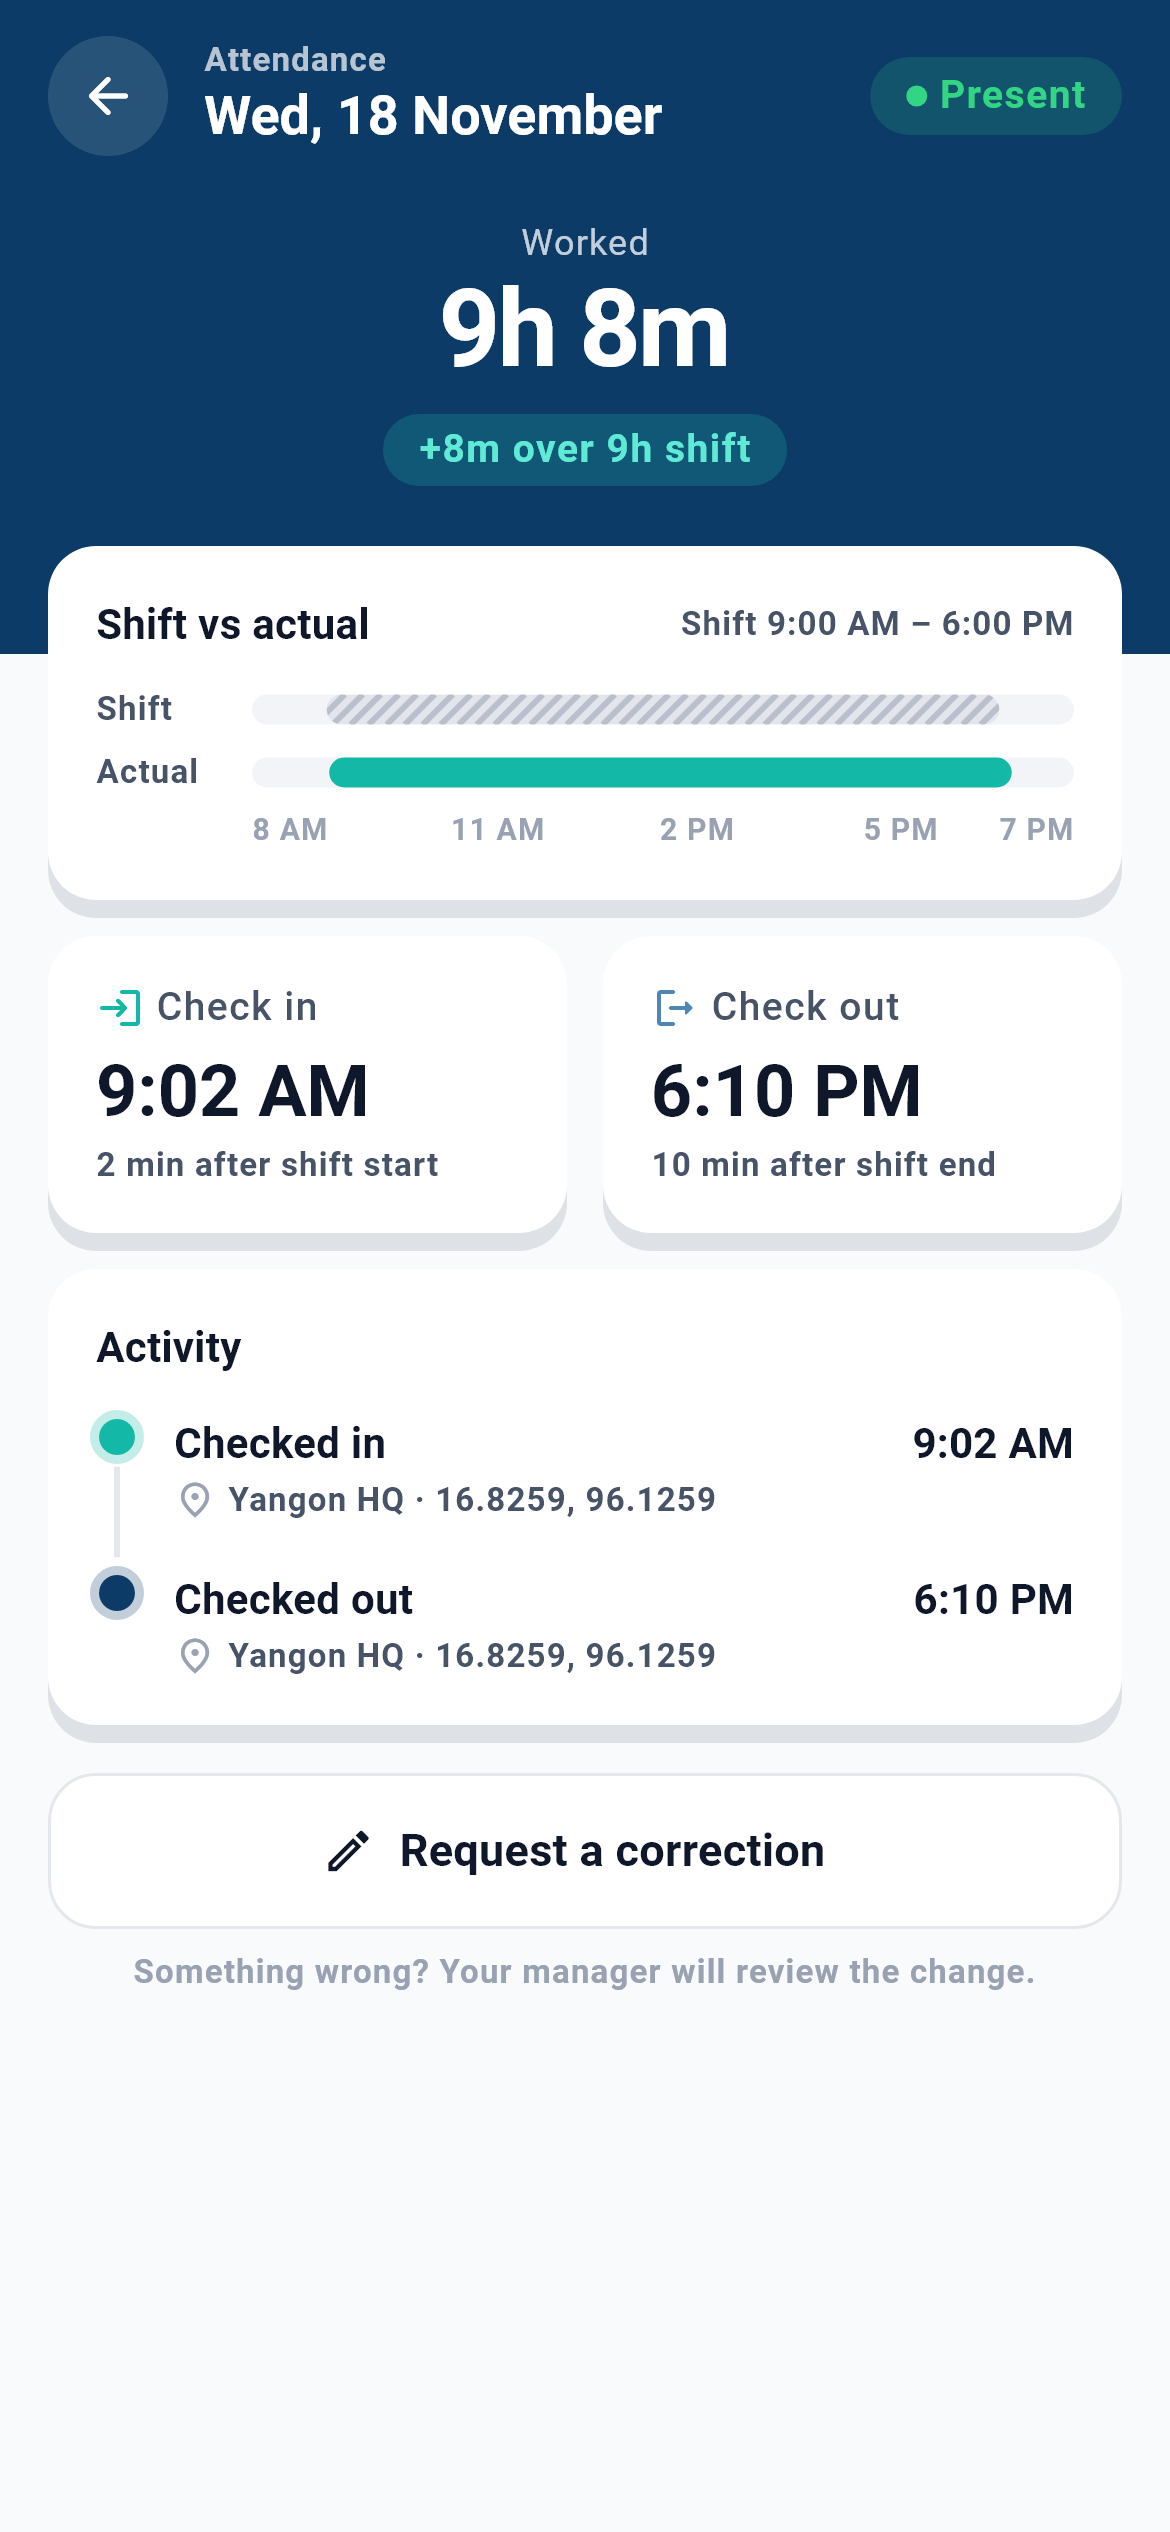 Attendance
Wed, 18 November
Present
Worked
9h 8m
+8m over 9h shift
Shift vs actual
Shift 9:00 AM – 6:00 PM
Shift
Actual
8 AM 11 AM 2 PM 5 PM 7 PM
Check in
9:02 AM
2 min after shift start
Check out
6:10 PM
10 min after shift end
Activity
Checked in 9:02 AM
Yangon HQ · 16.8259, 96.1259
Checked out 6:10 PM
Yangon HQ · 16.8259, 96.1259
Request a correction
Something wrong? Your manager will review the change.